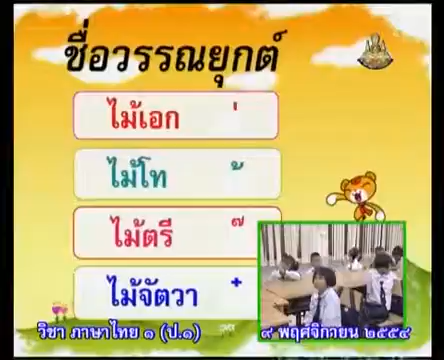 ชื่อวรรณยุกต์
ไม้เอก ่
ไม้โท ้
ไม้ตรี ๊
ไม้จัตวา ๋
วิชา ภาษาไทย ๑ (ป.๑)
๙ พฤศจิกายน ๒๕๕๔